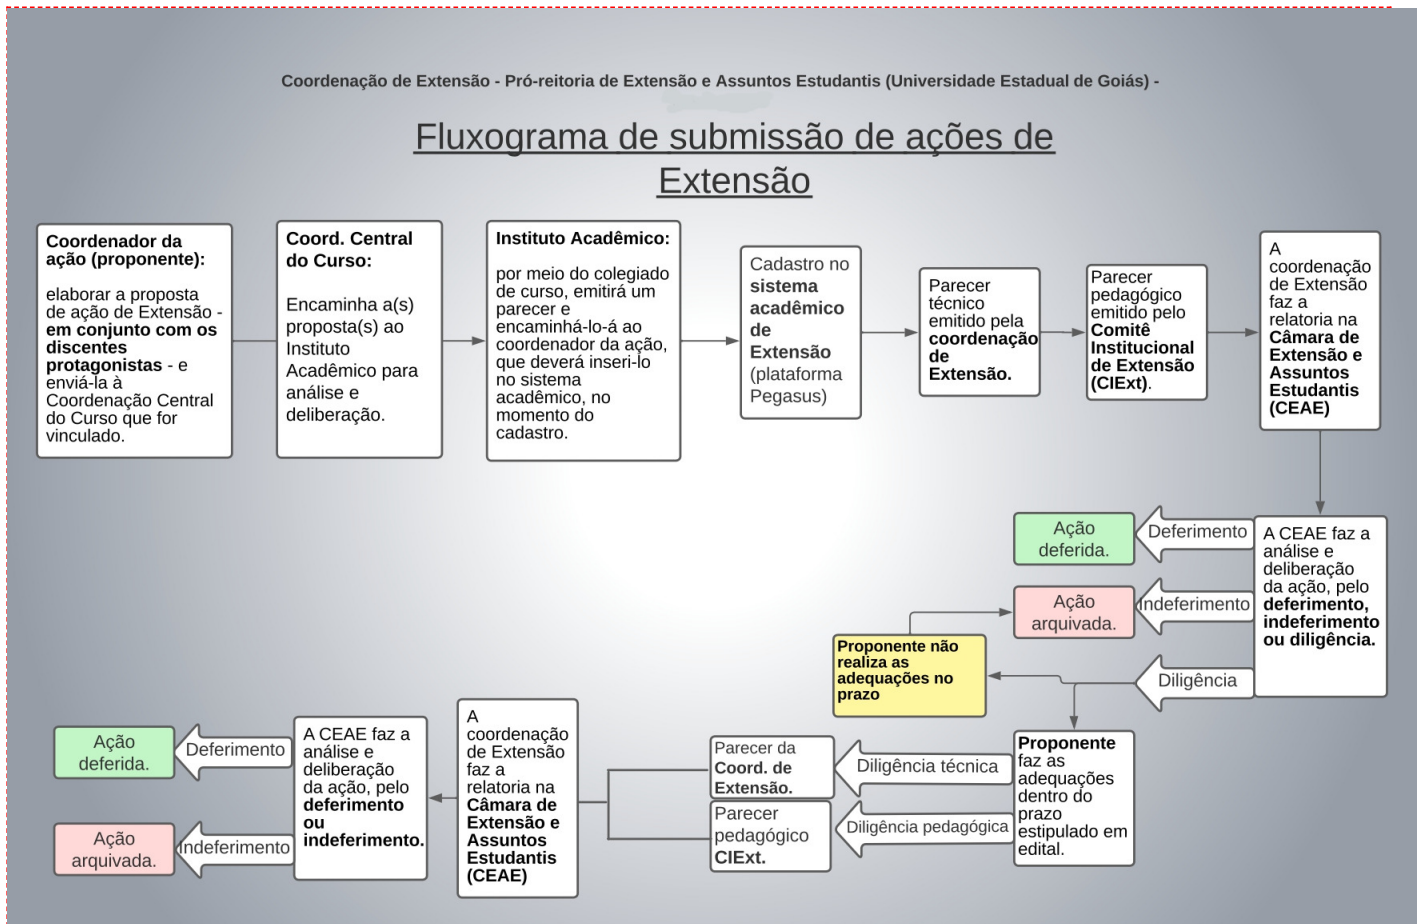 Coordenação de Extensão - Pró-reitoria de Extensão e Assuntos Estudantis (Universidade Estadual de Goiás) -
Fluxograma de submissão de ações de
Extensão
Coordenador da
ação (proponente):
elaborar a proposta
de ação de Extensão -
em conjunto com os
discentes
protagonistas - e
enviá-la à
Coordenação Central
do Curso que for
vinculado.
Coord. Central
do Curso:
Encaminha a(s)
proposta(s) ao
Instituto
Acadêmico para
análise e
deliberação.
Instituto Acadêmico:
por meio do colegiado
de curso, emitirá um
parecer e
encaminhá-lo-á ao
coordenador da ação,
que deverá inseri-lo
no sistema
acadêmico, no
momento do
cadastro.
Cadastro no
sistema
acadêmico
de
Extensão
(plataforma
Pegasus)
Parecer
técnico
emitido pela
coordenação
de
Extensão.
Parecer
pedagógico
emitido pelo
Comitê
Institucional
de Extensão
(CIExt).
A
coordenação
de Extensão
faz a
relatoria na
Câmara de
Extensão e
Assuntos
Estudantis
(CEAE)
A CEAE faz a
análise e
deliberação
da ação, pelo
deferimento,
indeferimento
ou diligência.
Deferimento
Ação
deferida.
Indeferimento
Ação
arquivada.
Diligência
Proponente não
realiza as
adequações no
prazo
Proponente
faz as
adequações
dentro do
prazo
estipulado em
edital.
Diligência técnica
Parecer da
Coord. de
Extensão.
Diligência pedagógica
Parecer
pedagógico
CIExt.
A
coordenação
de Extensão
faz a
relatoria na
Câmara de
Extensão e
Assuntos
Estudantis
(CEAE)
A CEAE faz a
análise e
deliberação
da ação, pelo
deferimento
ou
indeferimento.
Deferimento
Ação
deferida.
Indeferimento
Ação
arquivada.